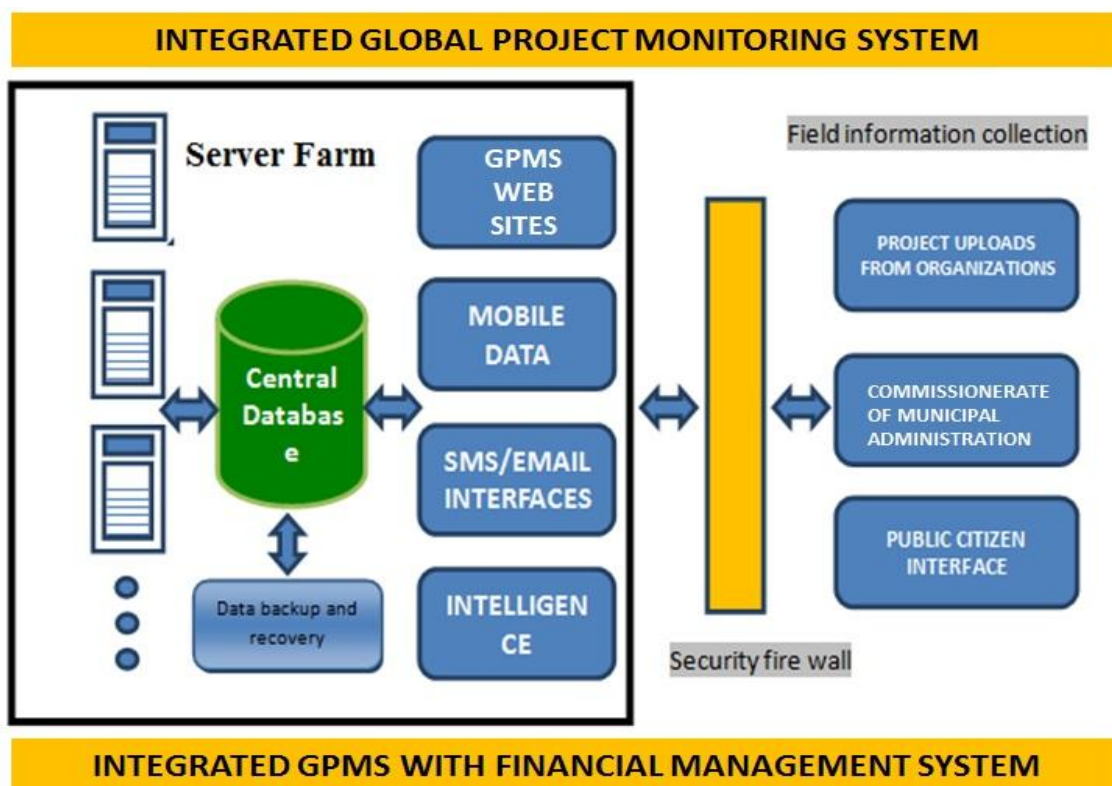 INTEGRATED GLOBAL PROJECT MONITORING SYSTEM
Server Farm
GPMS
WEB
SITES
Field information collection
PROJECT UPLOADS
FROM ORGANIZATIONS
MOBILE
DATA
Central
Databas
e
COMMISSIONERATE
OF MUNICIPAL
ADMINISTRATION
SMS/EMAIL
INTERFACES
PUBLIC CITIZEN
INTERFACE
Data backup and
recovery
INTELLIGEN
CE
Security fire wall
INTEGRATED GPMS WITH FINANCIAL MANAGEMENT SYSTEM